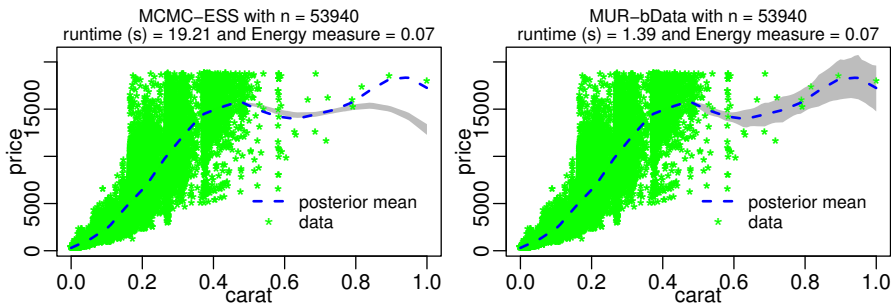 MCMC-ESS with n = 53940
runtime (s) = 19.21 and Energy measure = 0.07
price
0
5000
15000
posterior mean
data
0.0 0.2 0.4 0.6 0.8 1.0
carat
MUR-bData with n = 53940
runtime (s) = 1.39 and Energy measure = 0.07
price
0
5000
15000
posterior mean
data
0.0 0.2 0.4 0.6 0.8 1.0
carat